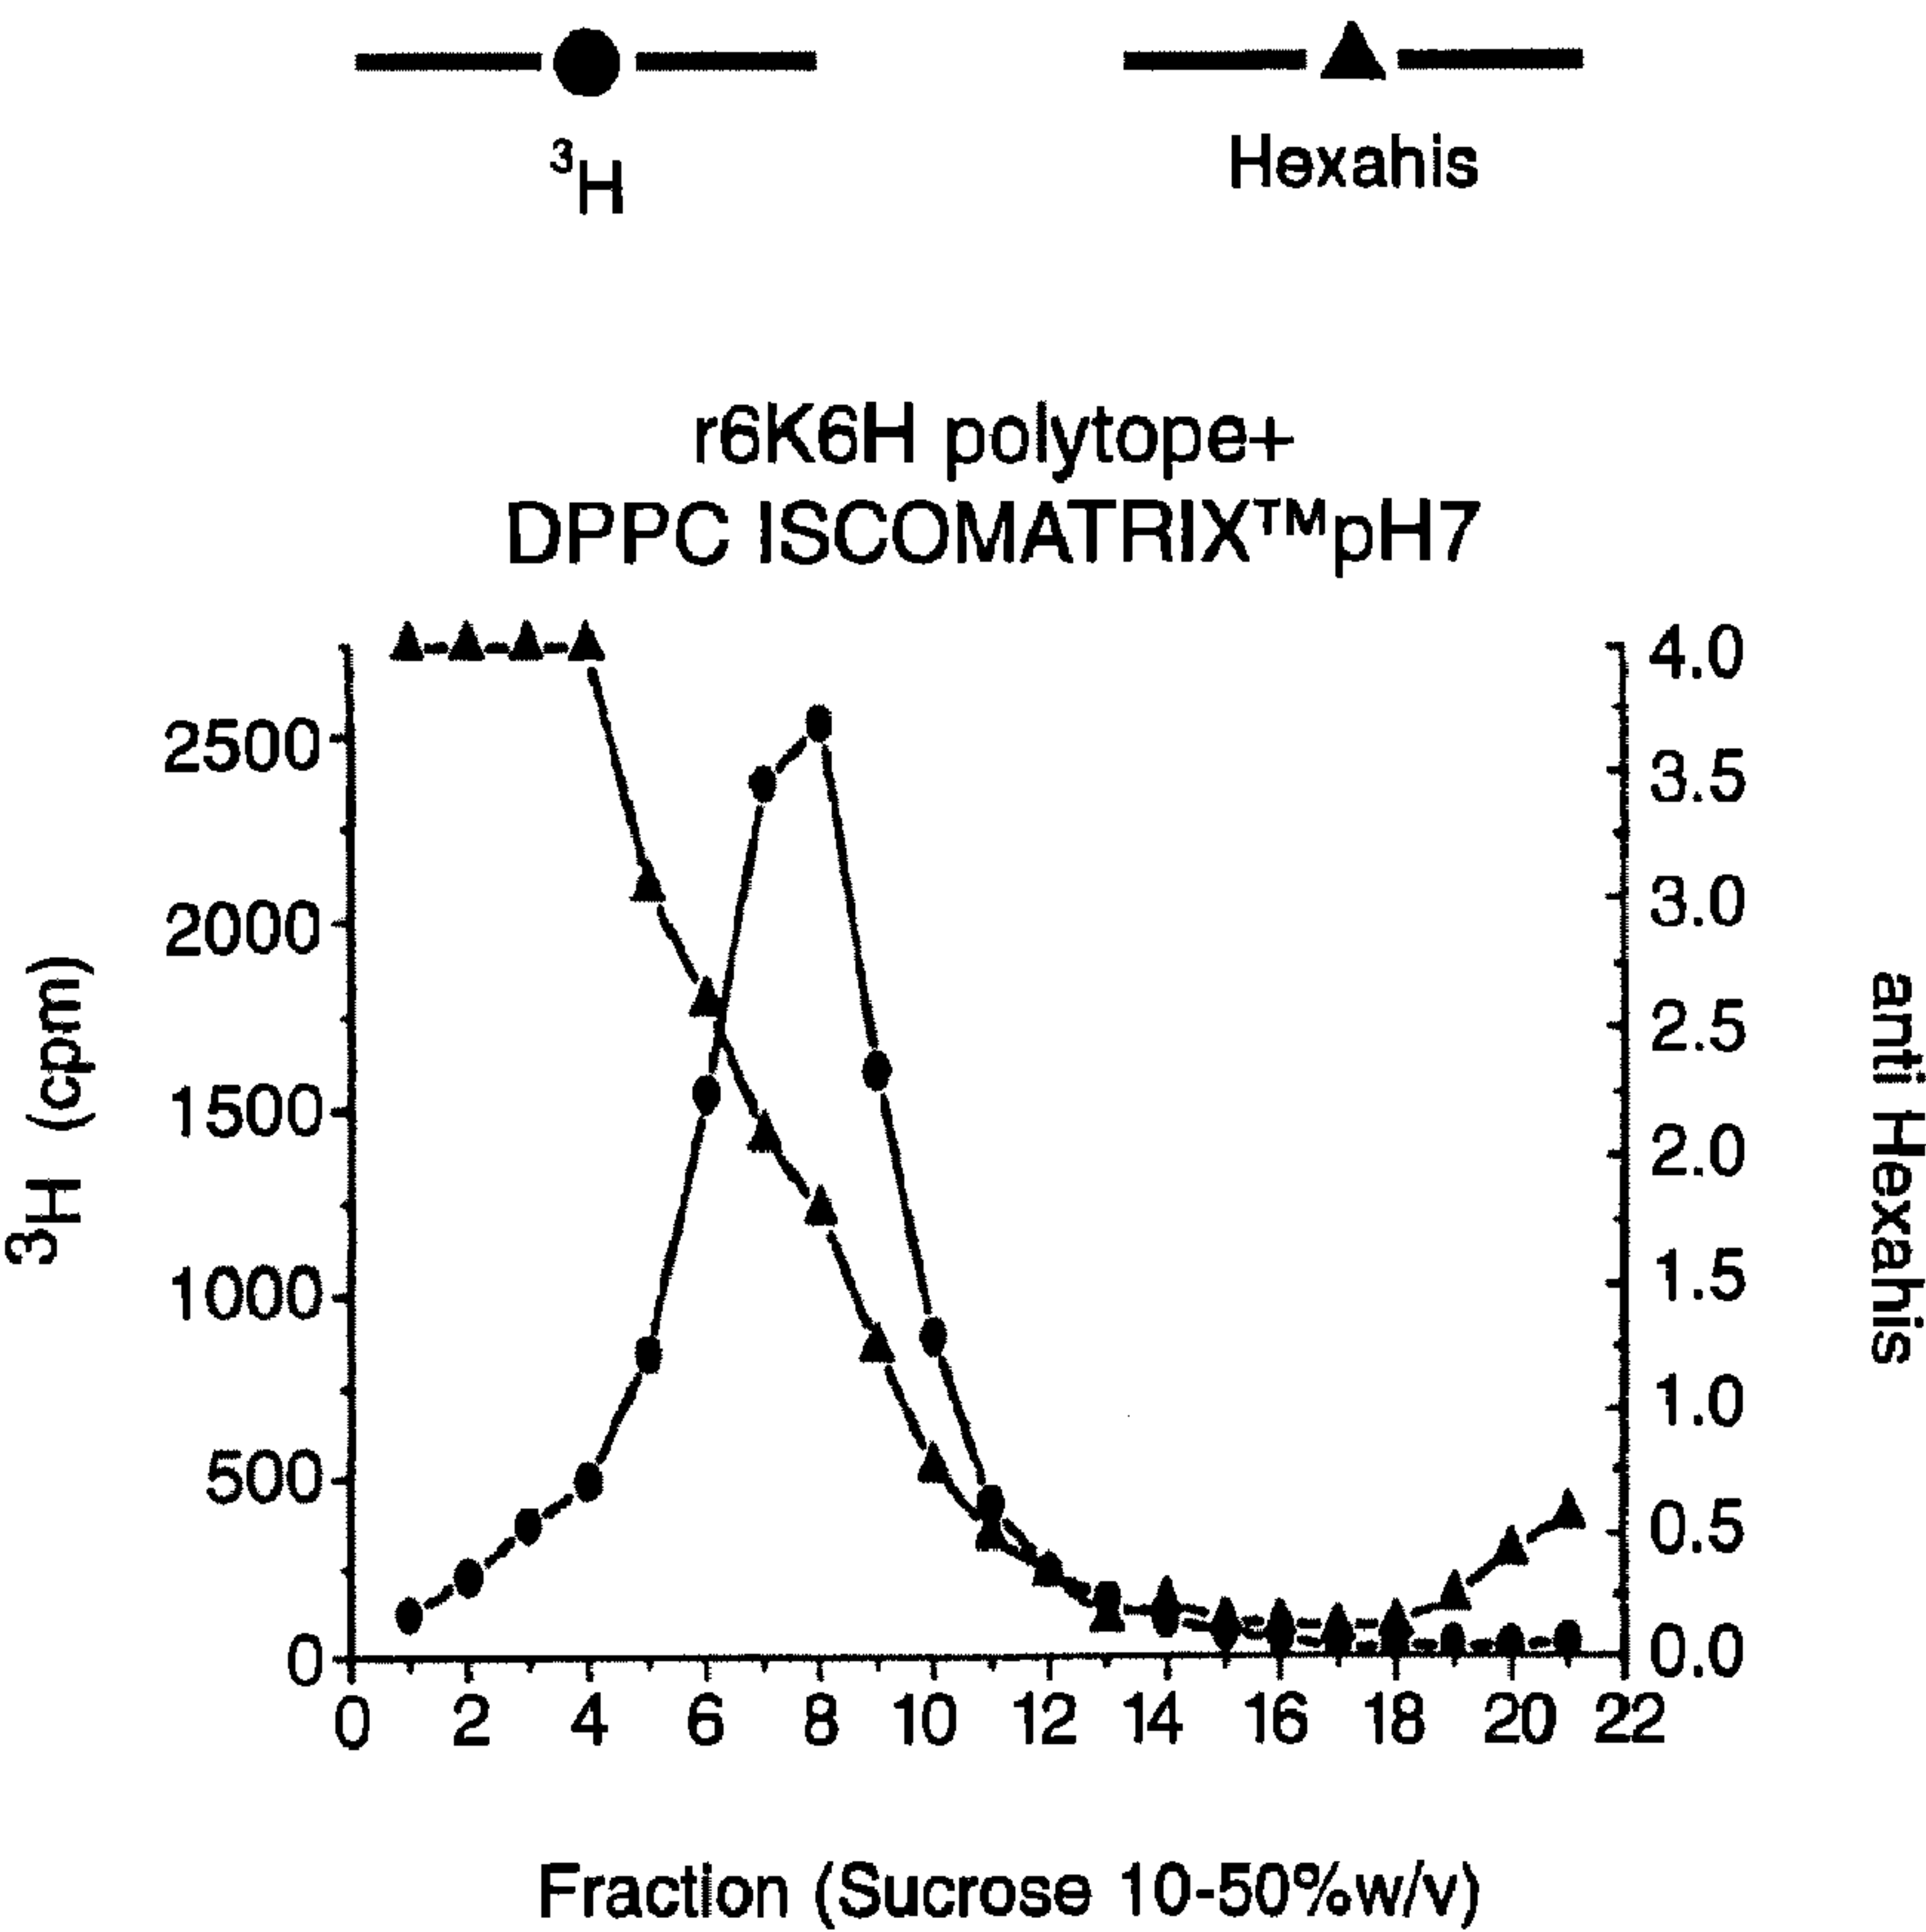 ³H
Hexahis
r6K6H polytope+
DPPC ISCOMATRIX™pH7
2500
2000
1500
1000
500
0
³H (cpm)
4.0
3.5
3.0
2.5
2.0
1.5
1.0
0.5
0.0
anti Hexahis
0 2 4 6 8 10 12 14 16 18 20 22
Fraction (Sucrose 10-50%w/v)